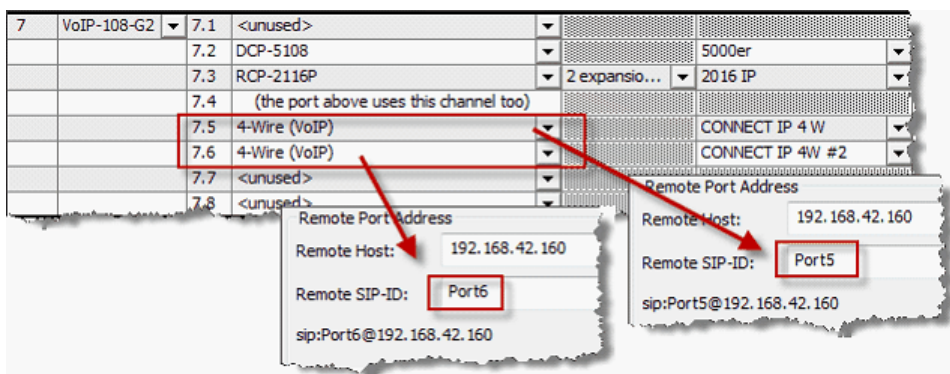 7 VoIP-108-G2 7.1 <unused>
7.2 DCP-5108 5000er
7.3 RCP-2116P 2 expansio... 2016 IP
7.4 (the port above uses this channel too)
7.5 4-Wire (VoIP) CONNECT IP 4 W
7.6 4-Wire (VoIP) CONNECT IP 4W #2
7.7 <unused>
7.8 <unused>
Remote Port Address
Remote Host: 192.168.42.160
Remote SIP-ID: Port6
sip:Port6@192.168.42.160
Remote Port Address
Remote Host: 192.168.42.160
Remote SIP-ID: Port5
sip:Port5@192.168.42.160